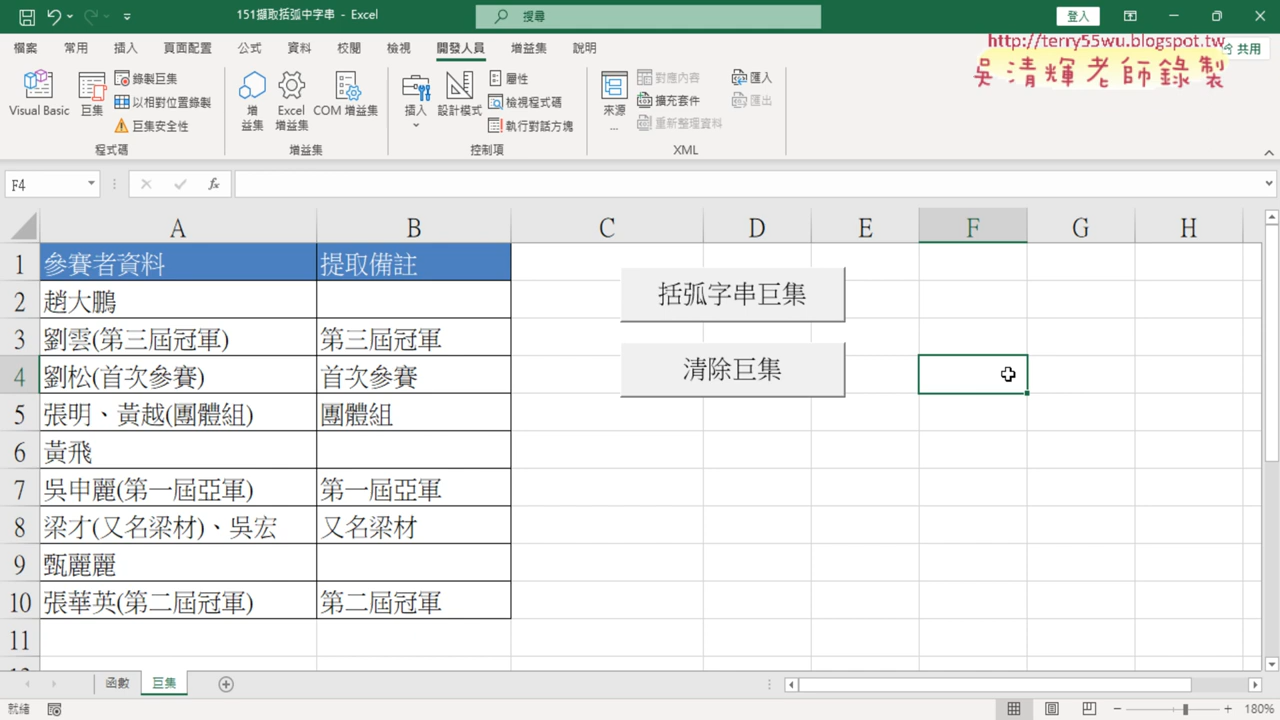 151擷取括弧中字串 - Excel
搜尋
登入
檔案 常用 插入 頁面配置 公式 資料 校閱 檢視 開發人員 增益集 說明
共用
http://terry55wu.blogspot.tw
吳清輝老師錄製
Visual Basic
巨集
錄製巨集
以相對位置錄製
巨集安全性
程式碼
增益集
Excel 增益集
COM 增益集
增益集
插入
設計模式
屬性
檢視程式碼
執行對話方塊
控制項
來源...
對應內容
擴充套件
重新整理資料
匯入
匯出
XML
F4
fx
A B C D E F G H
1 參賽者資料 提取備註
2 趙大鵬
3 劉雲(第三屆冠軍) 第三屆冠軍
4 劉松(首次參賽) 首次參賽
5 張明、黃越(團體組) 團體組
6 黃飛
7 吳申麗(第一屆亞軍) 第一屆亞軍
8 梁才(又名梁材)、吳宏 又名梁材
9 甄麗麗
10 張華英(第二屆冠軍) 第二屆冠軍
11
括弧字串巨集
清除巨集
函數 巨集
就緒
180%